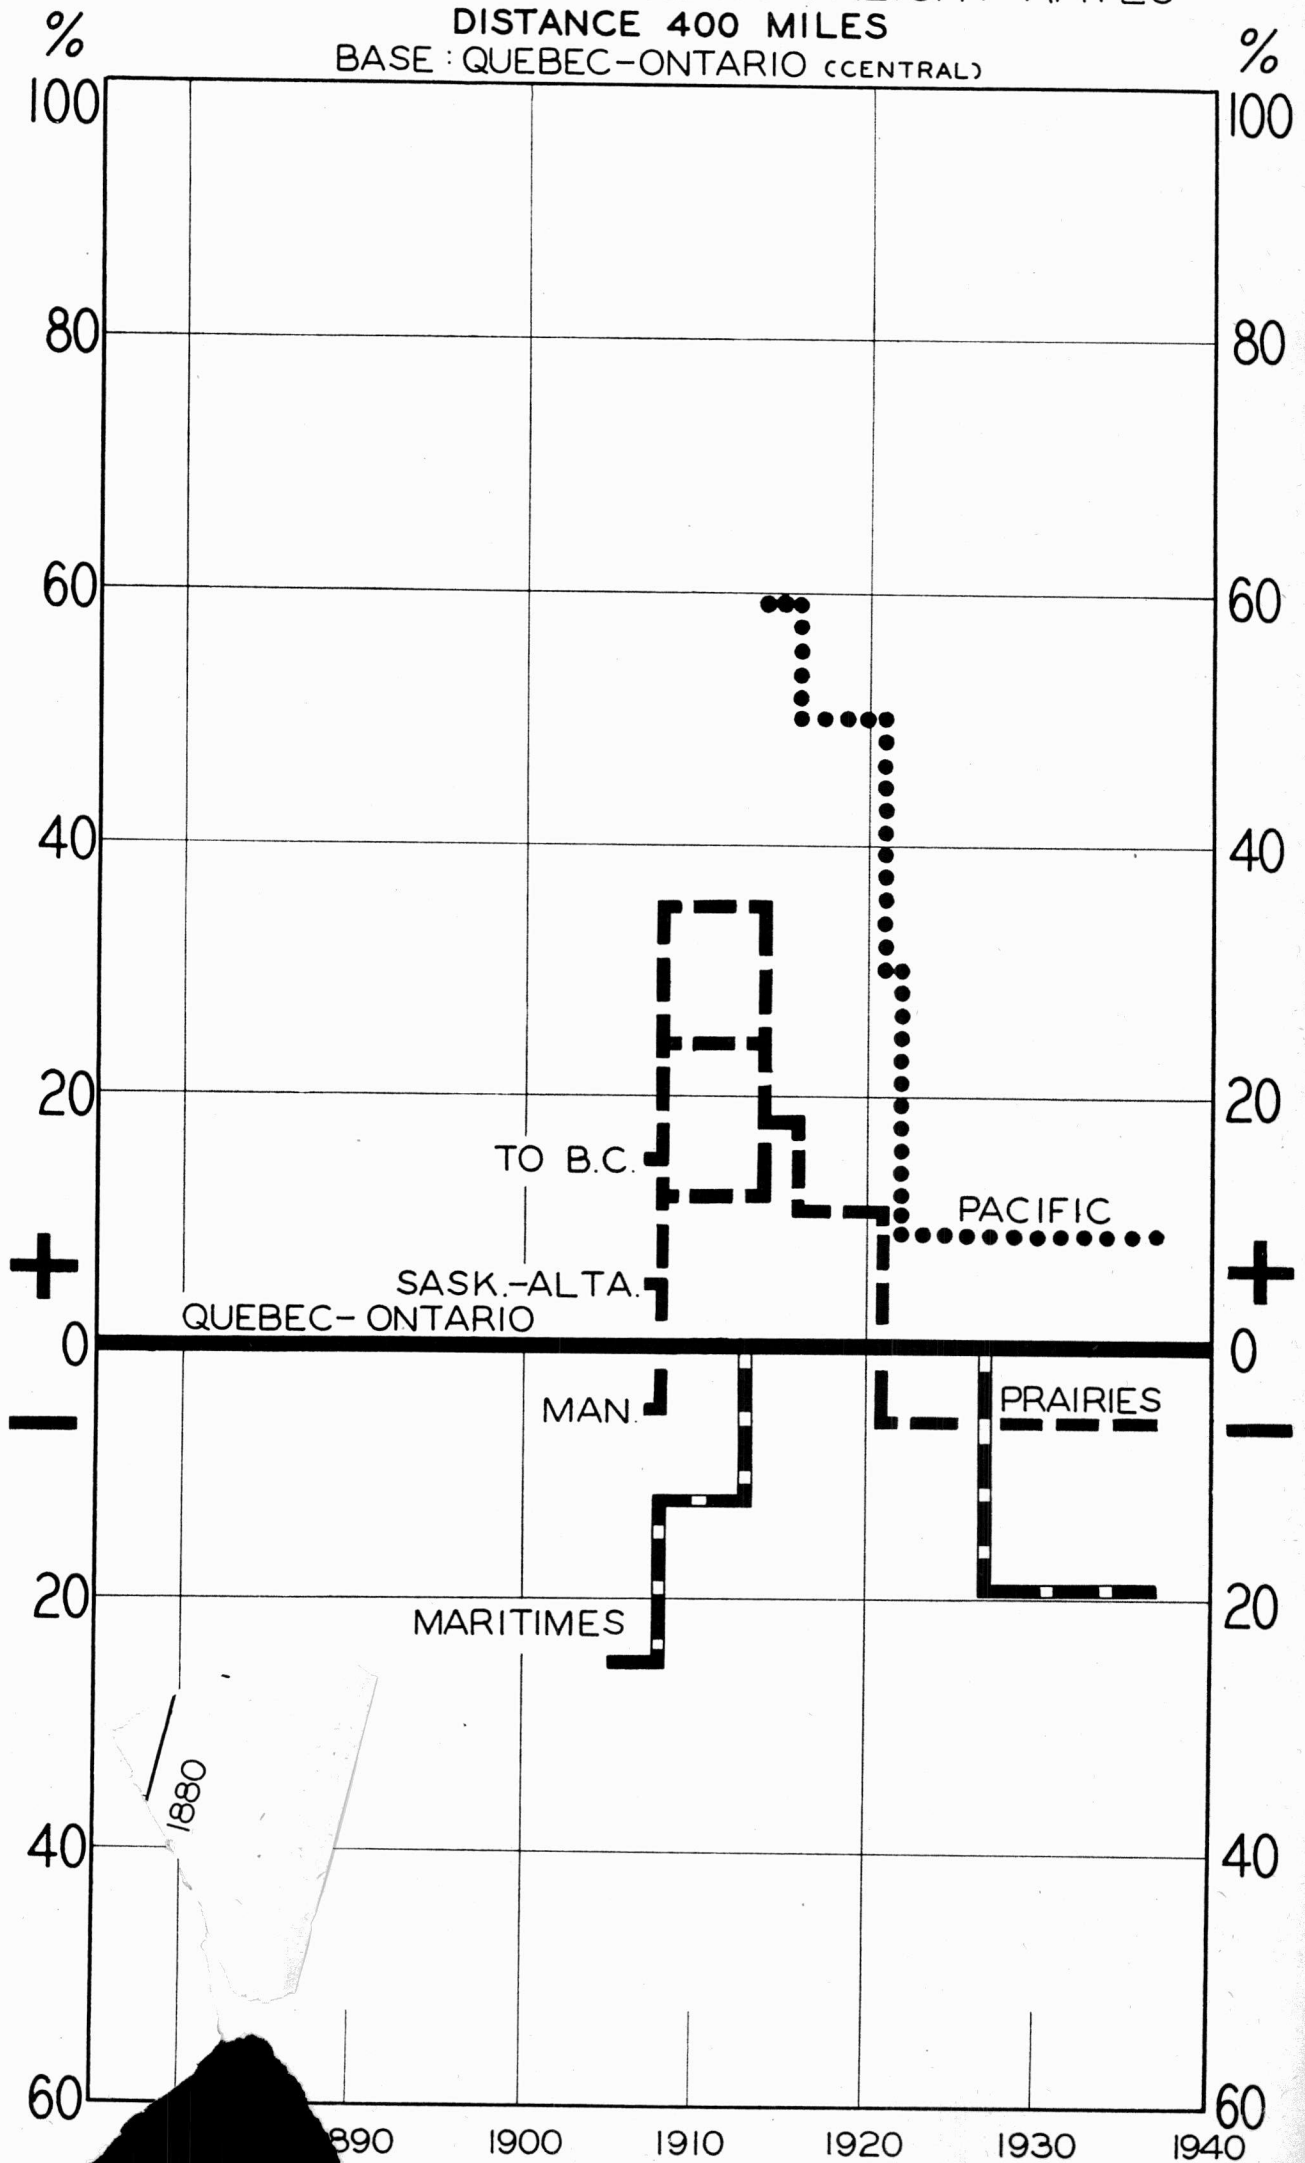 DISTANCE 400 MILES
BASE : QUEBEC-ONTARIO (CENTRAL)
% %
100 100
80 80
60 60
40 40
20 20
TO B.C.
PACIFIC
+ +
SASK.-ALTA.
QUEBEC-ONTARIO
0 0
MAN.
PRAIRIES
− −
20 20
MARITIMES
1880
40 40
60 60
890 1900 1910 1920 1930 1940